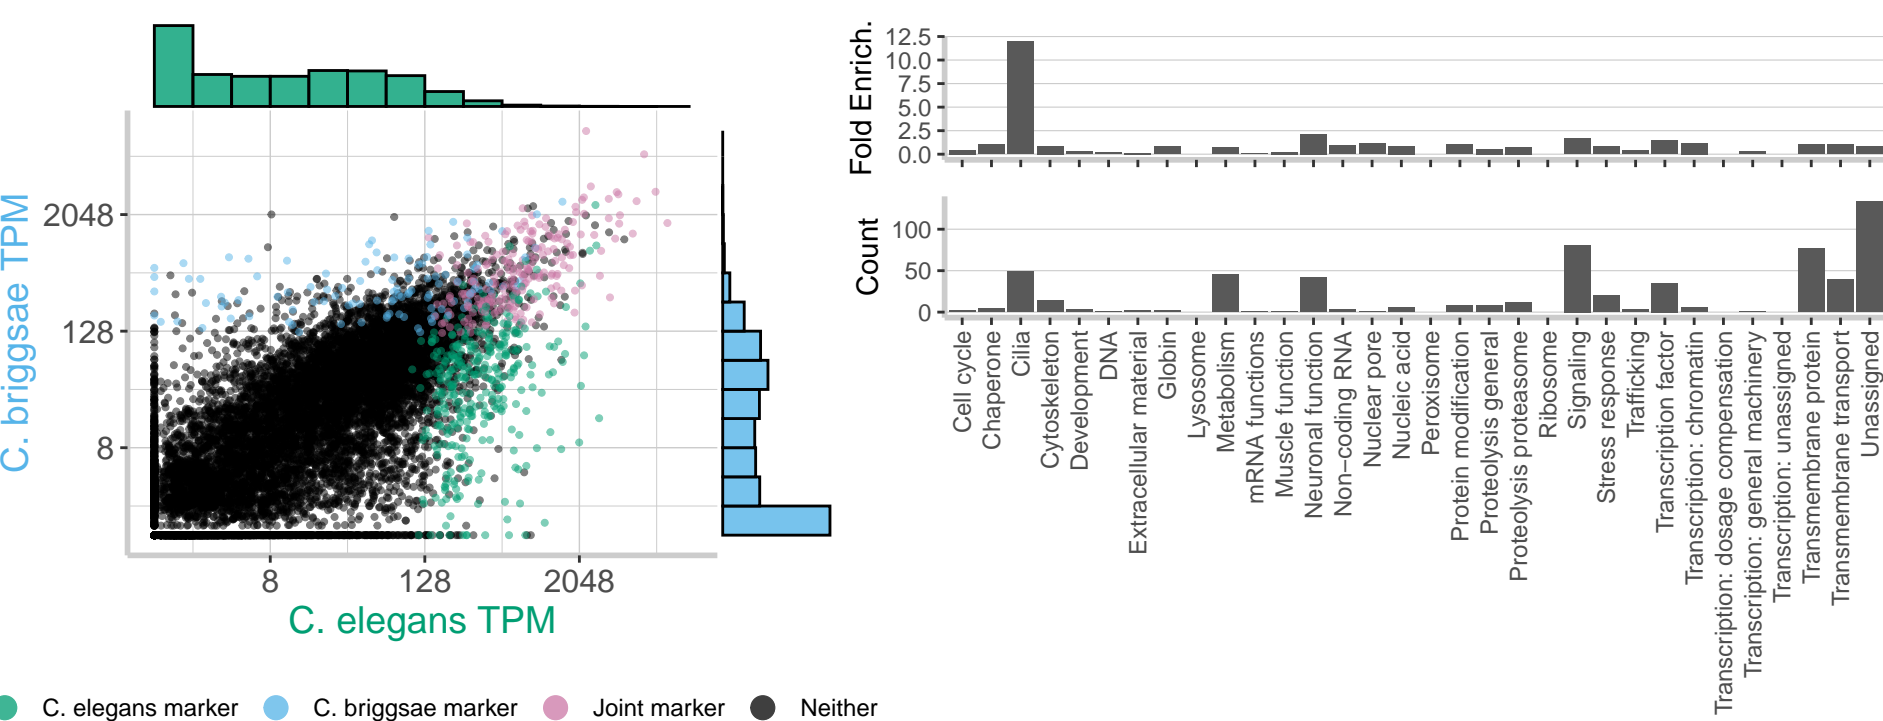 2048
128
8
C. briggsae TPM
8
128
2048
C. elegans TPM
C. elegans marker
C. briggsae marker
Joint marker
Neither
Fold Enrich.
12.5
10.0
7.5
5.0
2.5
0.0
Count
100
50
0
Cell cycle
Chaperone
Cilia
Cytoskeleton
Development
DNA
Extracellular material
Globin
Lysosome
Metabolism
mRNA functions
Muscle function
Neuronal function
Non−coding RNA
Nuclear pore
Nucleic acid
Peroxisome
Protein modification
Proteolysis general
Proteolysis proteasome
Ribosome
Signaling
Stress response
Trafficking
Transcription factor
Transcription: chromatin
Transcription: dosage compensation
Transcription: general machinery
Transcription: unassigned
Transmembrane protein
Transmembrane transport
Unassigned